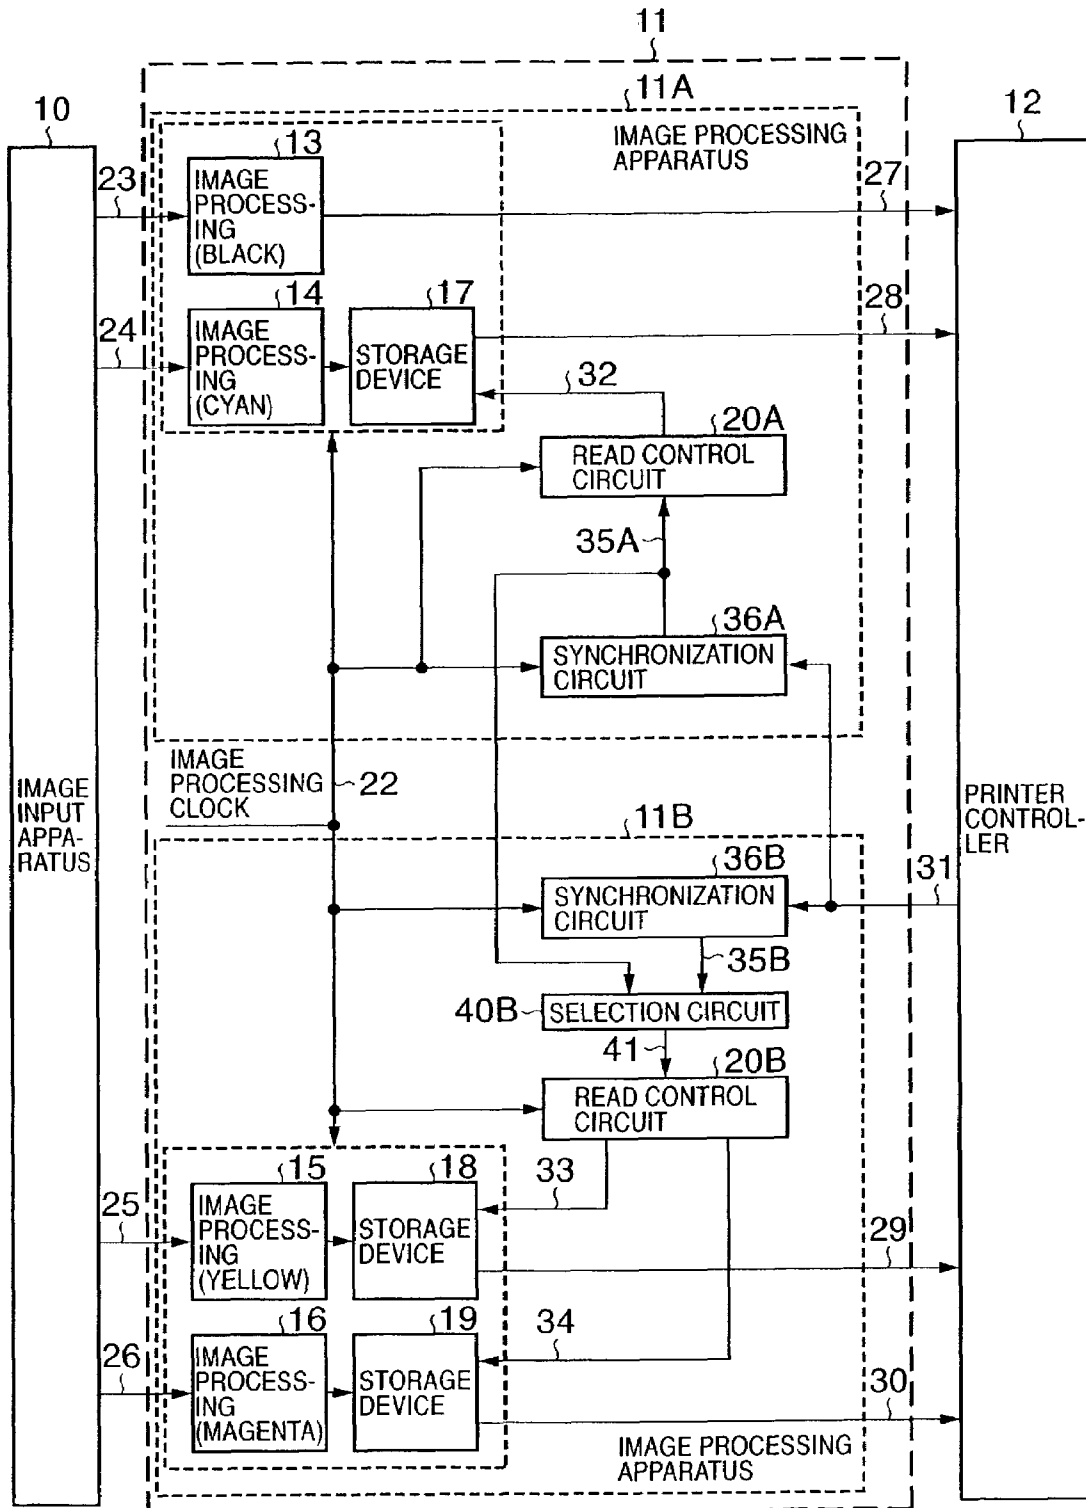 11
11A
10
12
IMAGE PROCESSING
APPARATUS
13
IMAGE
PROCESS-
ING
(BLACK)
23
27
14
17
28
24
IMAGE
PROCESS-
ING
(CYAN)
STORAGE
DEVICE
32
20A
READ CONTROL
CIRCUIT
35A
36A
SYNCHRONIZATION
CIRCUIT
IMAGE
PROCESSING
CLOCK
22
IMAGE
INPUT
APPA-
RATUS
PRINTER
CONTROL-
LER
11B
36B
31
SYNCHRONIZATION
CIRCUIT
35B
40B
SELECTION CIRCUIT
41
20B
READ CONTROL
CIRCUIT
15
18
33
25
IMAGE
PROCESS-
ING
(YELLOW)
STORAGE
DEVICE
29
16
19
34
26
IMAGE
PROCESS-
ING
(MAGENTA)
STORAGE
DEVICE
30
IMAGE PROCESSING
APPARATUS